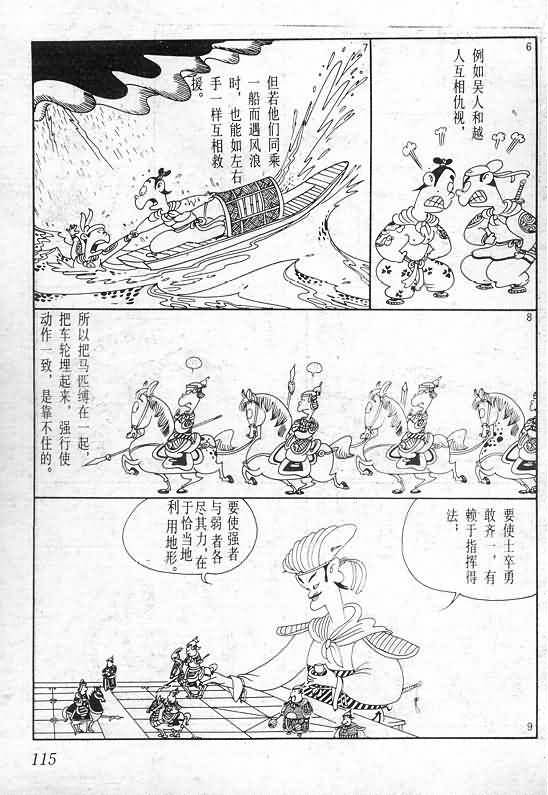 6
例如吴人和越
人互相仇视，
7
但若他们同乘
一船而遇风浪
时，也能如左右
手一样互相救
援。
8
所以把马匹缚在一起，
把车轮埋起来，强行使
动作一致，是靠不住的。
要使士卒勇
敢齐一，有
赖于指挥得
法；
要使强者
与弱者各
尽其力，在
于恰当地
利用地形。
9
115